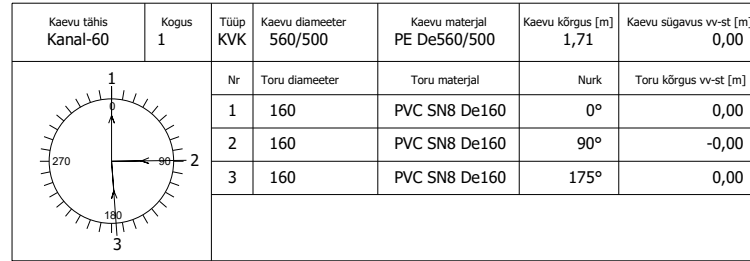 Kaevu tähis Kogus Tüüp Kaevu diameeter Kaevu materjal Kaevu kõrgus [m] Kaevu sügavus vv-st [m]
Kanal-60 1 KVK 560/500 PE De560/500 1,71 0,00
Nr Toru diameeter Toru materjal Nurk Toru kõrgus vv-st [m]
1 160 PVC SN8 De160 0° 0,00
2 160 PVC SN8 De160 90° -0,00
3 160 PVC SN8 De160 175° 0,00
1
0
270 90 2
180
3